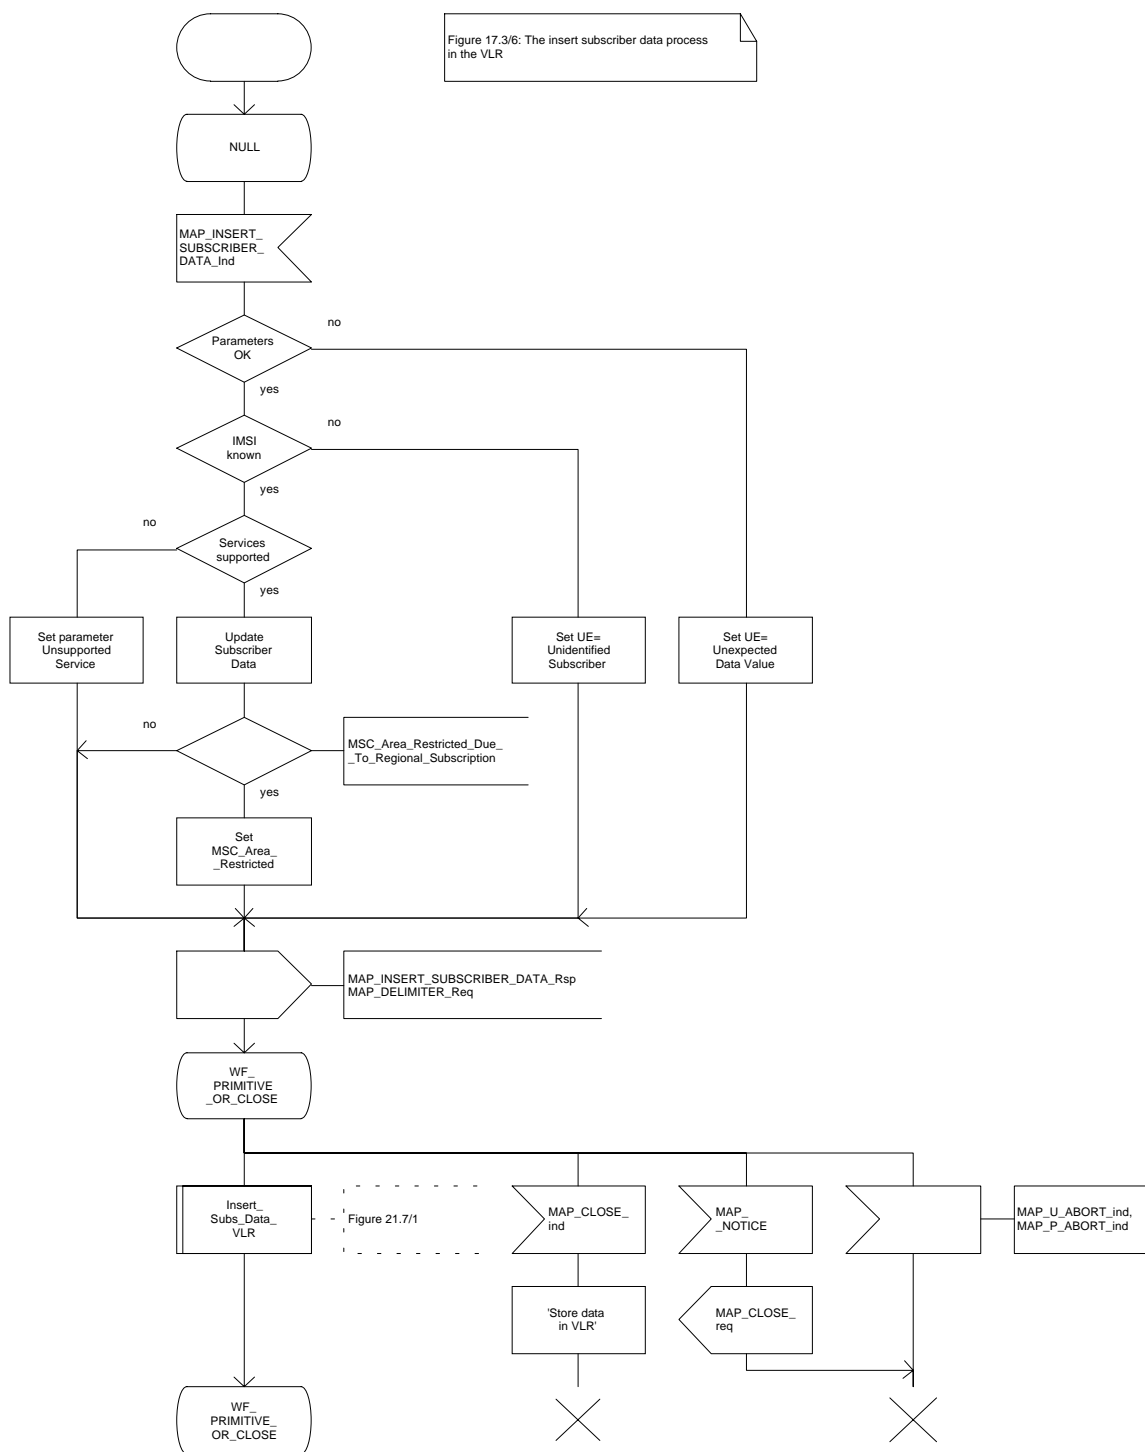 Figure 17.3/6: The insert subscriber data process
in the VLR
NULL
MAP_INSERT_
SUBSCRIBER_
DATA_Ind
no
Parameters
OK
yes
no
IMSI
known
yes
no
Services
supported
yes
Set parameter
Unsupported
Service
Update
Subscriber
Data
Set UE=
Unidentified
Subscriber
Set UE=
Unexpected
Data Value
no
MSC_Area_Restricted_Due_
_To_Regional_Subscription
yes
Set
MSC_Area_
_Restricted
MAP_INSERT_SUBSCRIBER_DATA_Rsp
MAP_DELIMITER_Req
WF_
PRIMITIVE
_OR_CLOSE
Insert_
Subs_Data_
VLR
Figure 21.7/1
MAP_CLOSE_
ind
MAP_
_NOTICE
MAP_U_ABORT_ind,
MAP_P_ABORT_ind
'Store data
in VLR'
MAP_CLOSE_
req
WF_
PRIMITIVE_
OR_CLOSE